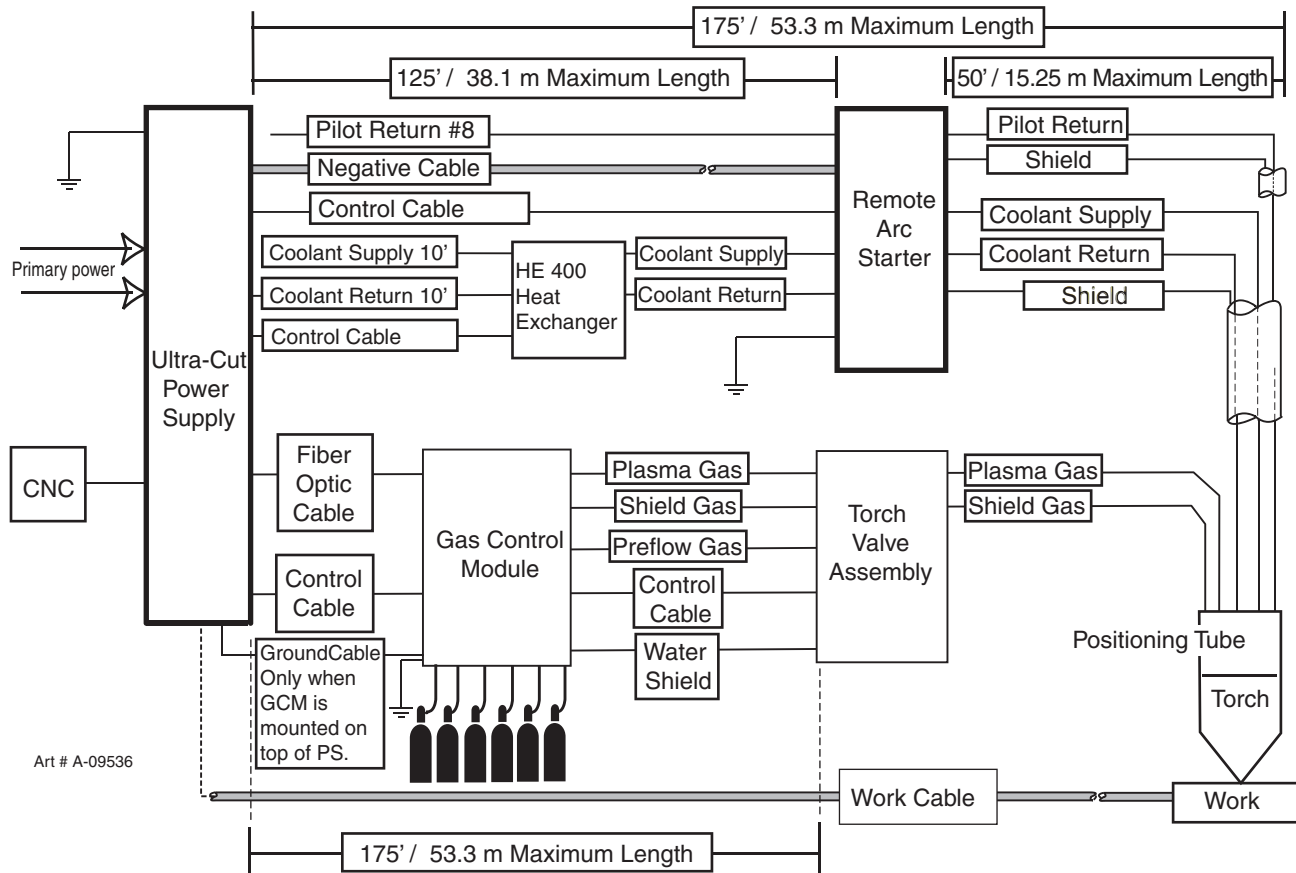 175' / 53.3 m Maximum Length
125' / 38.1 m Maximum Length
50' / 15.25 m Maximum Length
Pilot Return #8
Negative Cable
Control Cable
Primary power
Coolant Supply 10'
Coolant Return 10'
Control Cable
HE 400
Heat
Exchanger
Coolant Supply
Coolant Return
Remote
Arc
Starter
Pilot Return
Shield
Coolant Supply
Coolant Return
Shield
Ultra-Cut
Power
Supply
CNC
Fiber
Optic
Cable
Control
Cable
GroundCable
Only when
GCM is
mounted on
top of PS.
Gas Control
Module
Plasma Gas
Shield Gas
Preflow Gas
Control
Cable
Water
Shield
Torch
Valve
Assembly
Plasma Gas
Shield Gas
Positioning Tube
Torch
Art # A-09536
Work Cable
Work
175' / 53.3 m Maximum Length